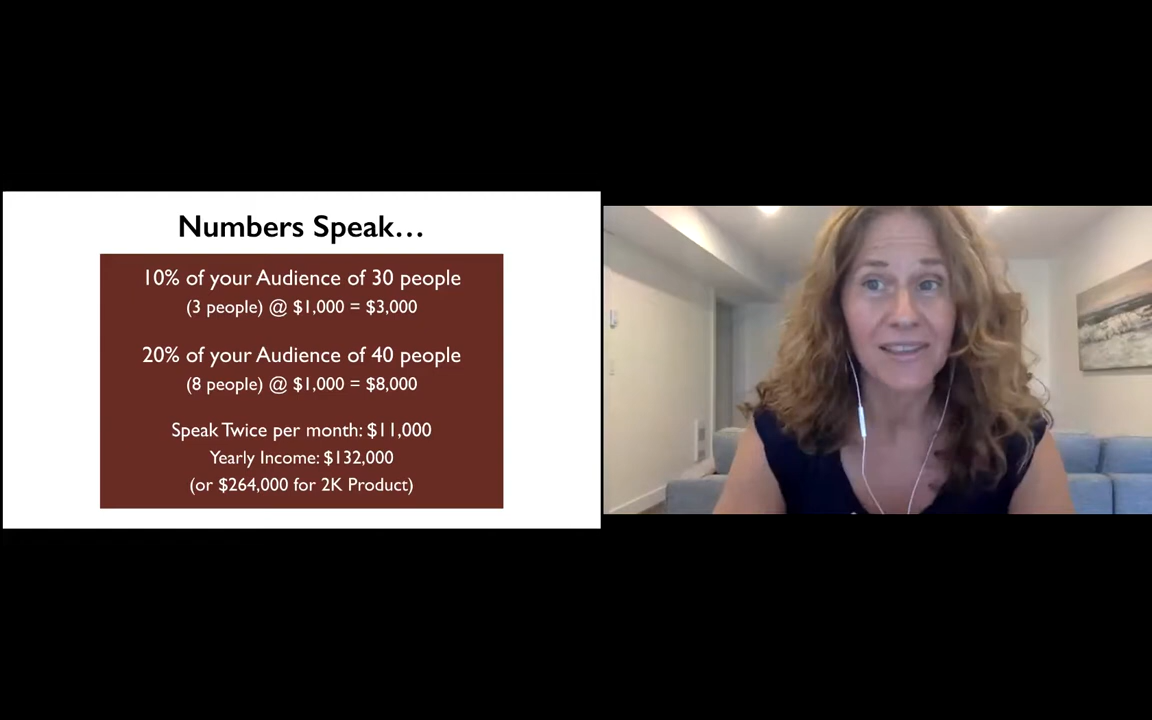 Numbers Speak…
10% of your Audience of 30 people
(3 people) @ $1,000 = $3,000
20% of your Audience of 40 people
(8 people) @ $1,000 = $8,000
Speak Twice per month: $11,000
Yearly Income: $132,000
(or $264,000 for 2K Product)